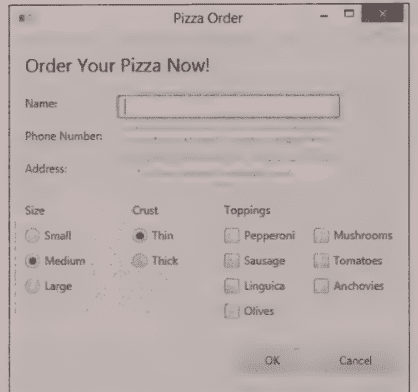 Pizza Order
Order Your Pizza Now!
Name:
Phone Number:
Address:
Size Crust Toppings
Small Thin Pepperoni Mushrooms
Medium Thick Sausage Tomatoes
Large Linguica Anchovies
Olives
OK Cancel